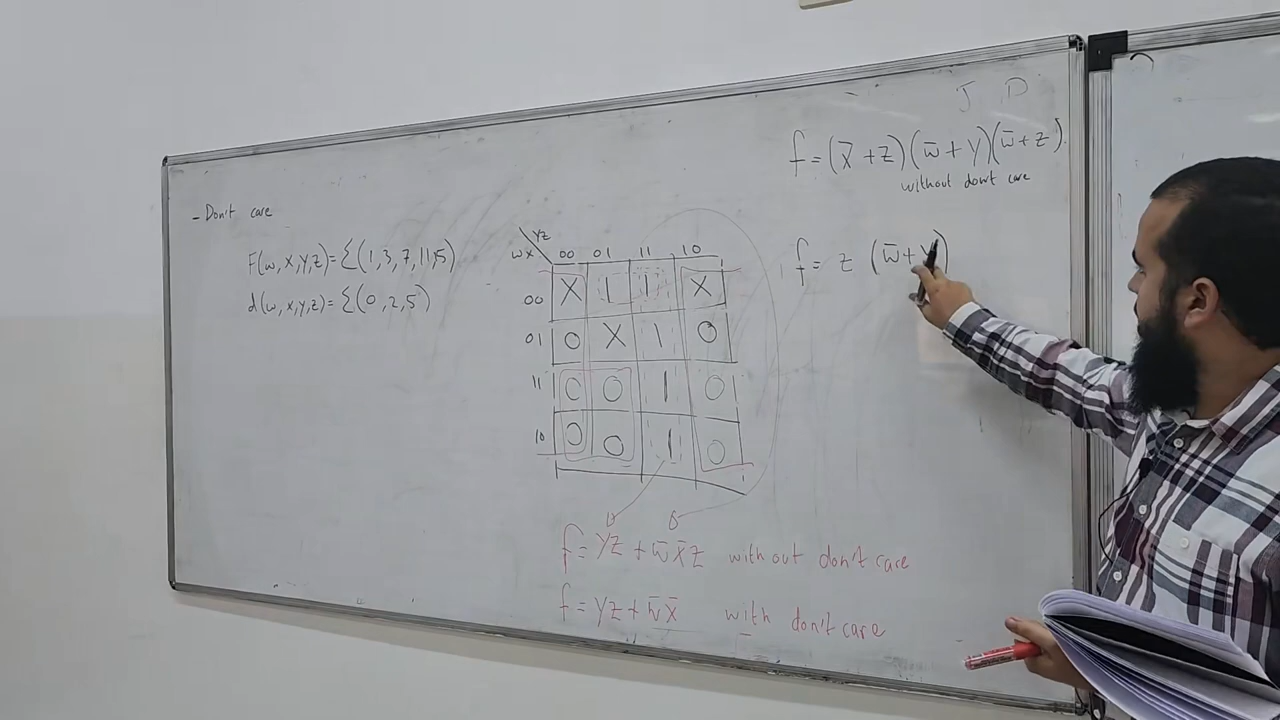 J D
f = (x̄ + z)(w̄ + y)(w̄ + z).
without don't care
- Don't care
F(w,x,y,z) = Σ(1,3,7,11,15)
d(w,x,y,z) = Σ(0,2,5)
f = z (w̄ + y)
yz
wx 00 01 11 10
00 X 1 1 X
01 0 X 1 0
11 0 0 1 0
10 0 0 1 0
f = yz + w̄x̄z without don't care
f = yz + w̄x̄ with don't care